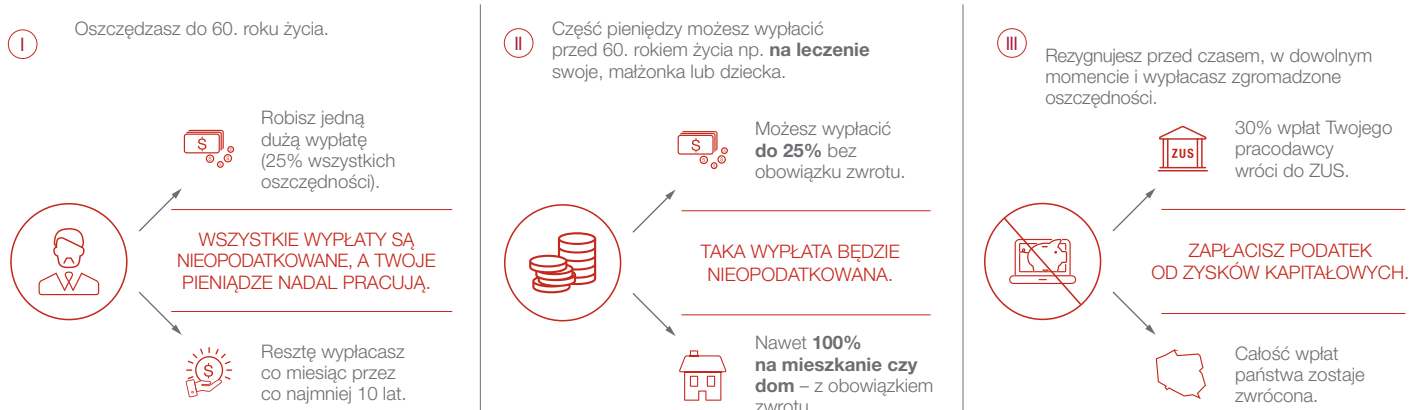 I
Oszczędzasz do 60. roku życia.
$
Robisz jedną
dużą wypłatę
(25% wszystkich
oszczędności).
WSZYSTKIE WYPŁATY SĄ
NIEOPODATKOWANE, A TWOJE
PIENIĄDZE NADAL PRACUJĄ.
$
Resztę wypłacasz
co miesiąc przez
co najmniej 10 lat.
II
Część pieniędzy możesz wypłacić
przed 60. rokiem życia np. na leczenie
swoje, małżonka lub dziecka.
$
Możesz wypłacić
do 25% bez
obowiązku zwrotu.
TAKA WYPŁATA BĘDZIE
NIEOPODATKOWANA.
Nawet 100%
na mieszkanie czy
dom – z obowiązkiem
zwrotu
III
Rezygnujesz przed czasem, w dowolnym
momencie i wypłacasz zgromadzone
oszczędności.
ZUS
30% wpłat Twojego
pracodawcy
wróci do ZUS.
ZAPŁACISZ PODATEK
OD ZYSKÓW KAPITAŁOWYCH.
Całość wpłat
państwa zostaje
zwrócona.